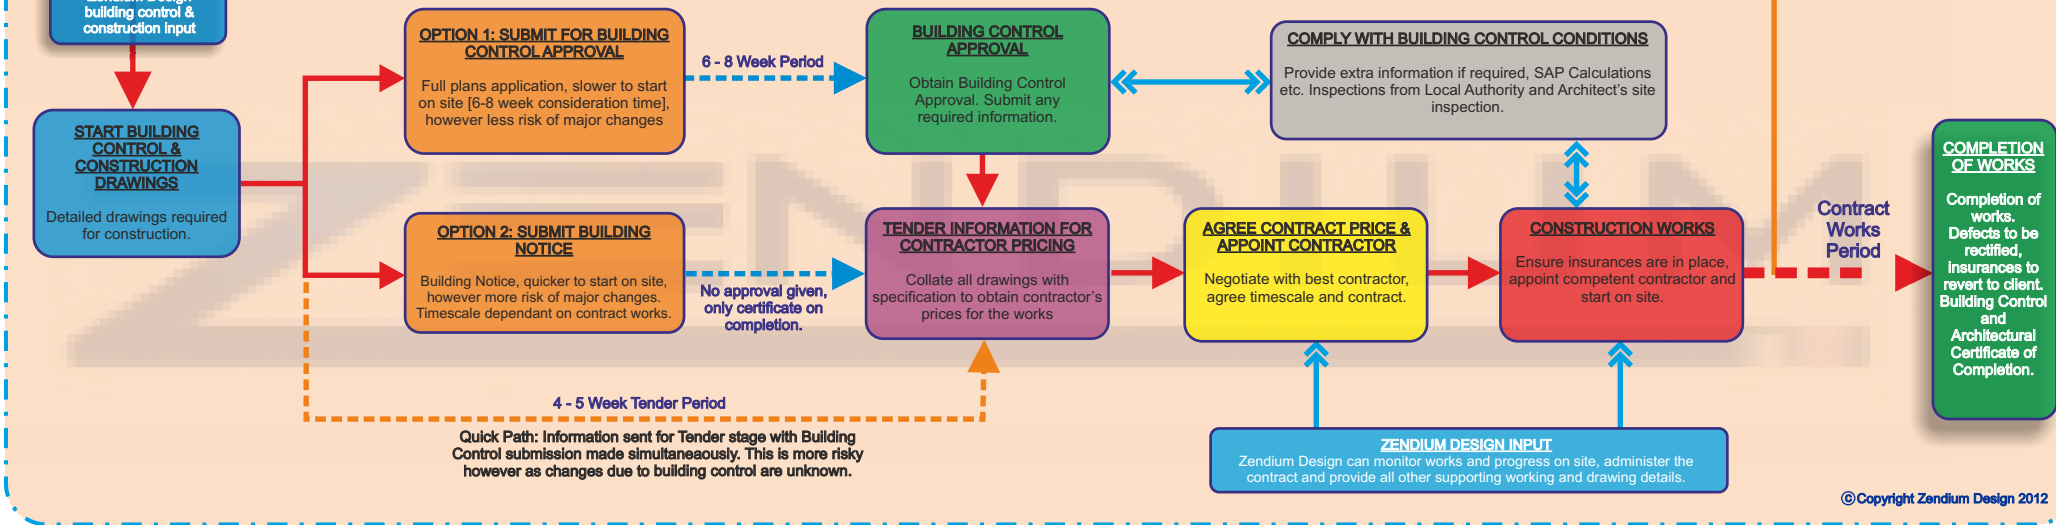 Zendium Design
building control &
construction input
START BUILDING
CONTROL &
CONSTRUCTION
DRAWINGS
Detailed drawings required
for construction.
OPTION 1: SUBMIT FOR BUILDING
CONTROL APPROVAL
Full plans application, slower to start
on site [6-8 week consideration time],
however less risk of major changes
6 - 8 Week Period
BUILDING CONTROL
APPROVAL
Obtain Building Control
Approval. Submit any
required information.
COMPLY WITH BUILDING CONTROL CONDITIONS
Provide extra information if required, SAP Calculations
etc. Inspections from Local Authority and Architect's site
inspection.
OPTION 2: SUBMIT BUILDING
NOTICE
Building Notice, quicker to start on site,
however more risk of major changes.
Timescale dependant on contract works.
No approval given,
only certificate on
completion.
TENDER INFORMATION FOR
CONTRACTOR PRICING
Collate all drawings with
specification to obtain contractor's
prices for the works
AGREE CONTRACT PRICE &
APPOINT CONTRACTOR
Negotiate with best contractor,
agree timescale and contract.
CONSTRUCTION WORKS
Ensure insurances are in place,
appoint competent contractor and
start on site.
Contract
Works
Period
COMPLETION
OF WORKS
Completion of
works.
Defects to be
rectified,
insurances to
revert to client.
Building Control
and
Architectural
Certificate of
Completion.
4 - 5 Week Tender Period
Quick Path: Information sent for Tender stage with Building
Control submission made simultaneaously. This is more risky
however as changes due to building control are unknown.
ZENDIUM DESIGN INPUT
Zendium Design can monitor works and progress on site, administer the
contract and provide all other supporting working and drawing details.
©Copyright Zendium Design 2012
ZENDIUM